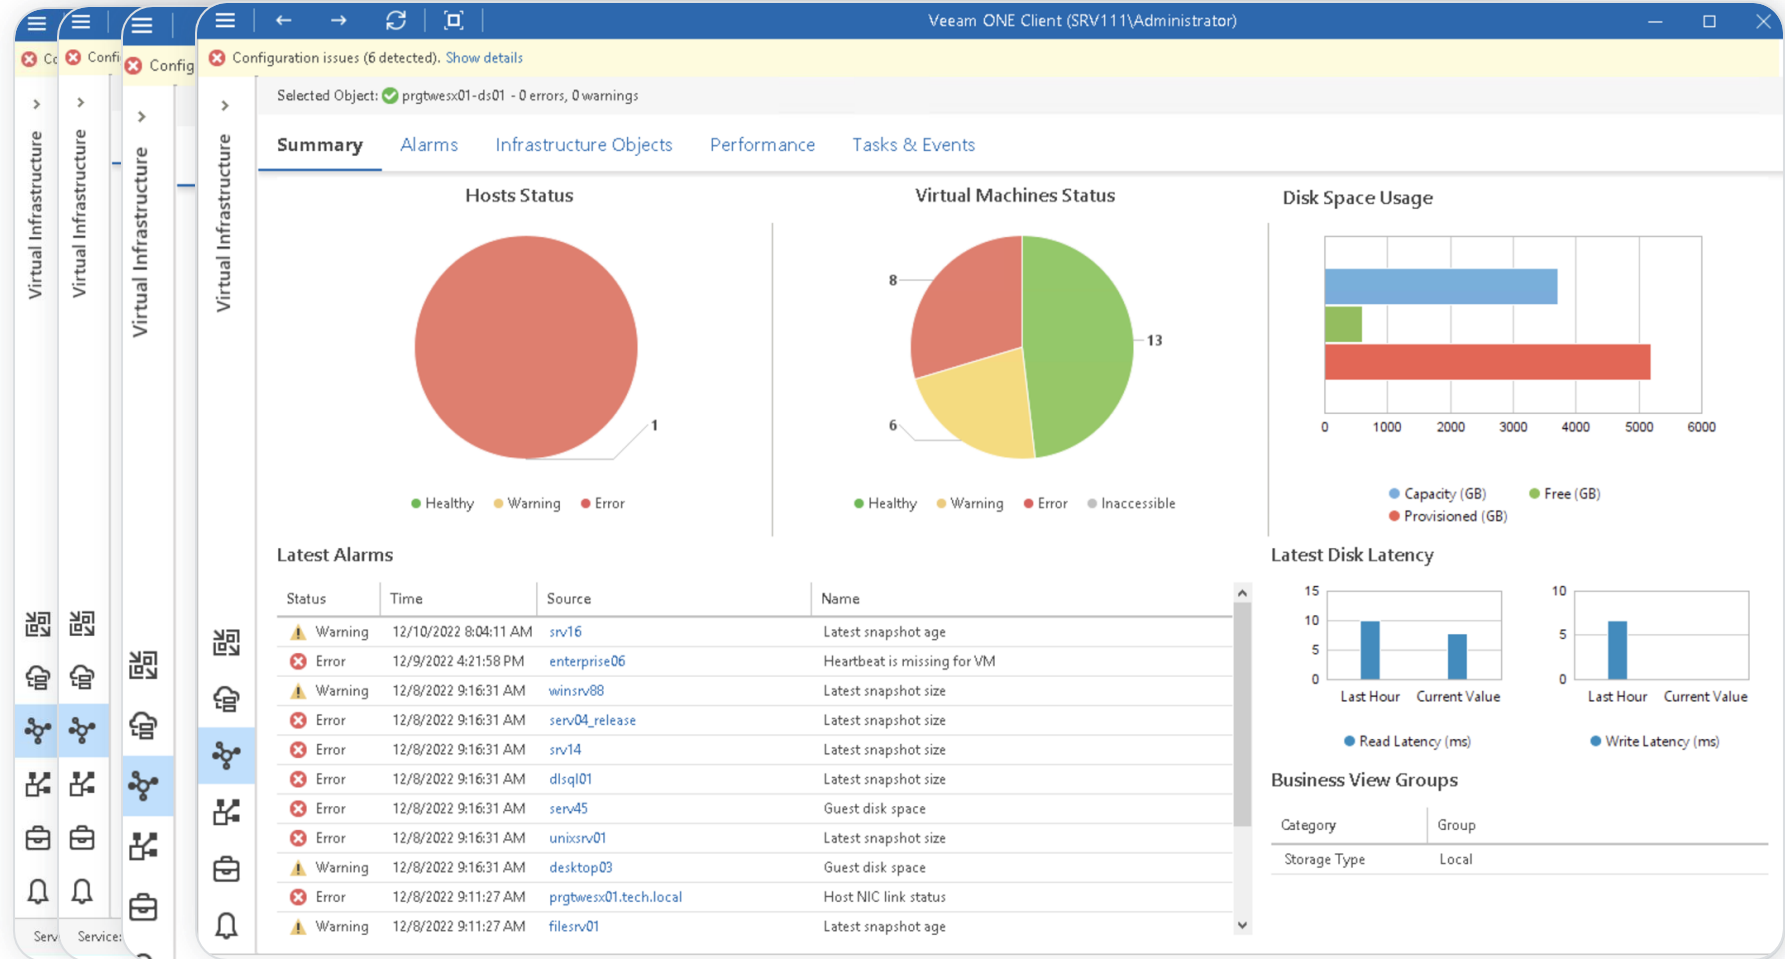 Veeam ONE Client (SRV111\Administrator)
Co
Confi
Config
Configuration issues (6 detected). Show details
Selected Object: prgtwesx01-ds01 - 0 errors, 0 warnings
Virtual Infrastructure
Virtual Infrastructure
Virtual Infrastructure
Virtual Infrastructure
Summary Alarms Infrastructure Objects Performance Tasks & Events
Hosts Status
1
Healthy Warning Error
Virtual Machines Status
8
13
6
Healthy Warning Error Inaccessible
Disk Space Usage
0 1000 2000 3000 4000 5000 6000
Capacity (GB) Free (GB)
Provisioned (GB)
Latest Alarms
Status Time Source Name
Warning 12/10/2022 8:04:11 AM srv16 Latest snapshot age
Error 12/9/2022 4:21:58 PM enterprise06 Heartbeat is missing for VM
Warning 12/8/2022 9:16:31 AM winsrv88 Latest snapshot size
Error 12/8/2022 9:16:31 AM serv04_release Latest snapshot size
Error 12/8/2022 9:16:31 AM srv14 Latest snapshot size
Error 12/8/2022 9:16:31 AM dlsql01 Latest snapshot size
Error 12/8/2022 9:16:31 AM serv45 Guest disk space
Error 12/8/2022 9:16:31 AM unixsrv01 Latest snapshot size
Warning 12/8/2022 9:16:31 AM desktop03 Guest disk space
Error 12/8/2022 9:11:27 AM prgtwesx01.tech.local Host NIC link status
Warning 12/8/2022 9:11:27 AM filesrv01 Latest snapshot age
Latest Disk Latency
15
10
5
0
Last Hour Current Value
Read Latency (ms)
10
5
0
Last Hour Current Value
Write Latency (ms)
Business View Groups
Category Group
Storage Type Local
Serv
Service: